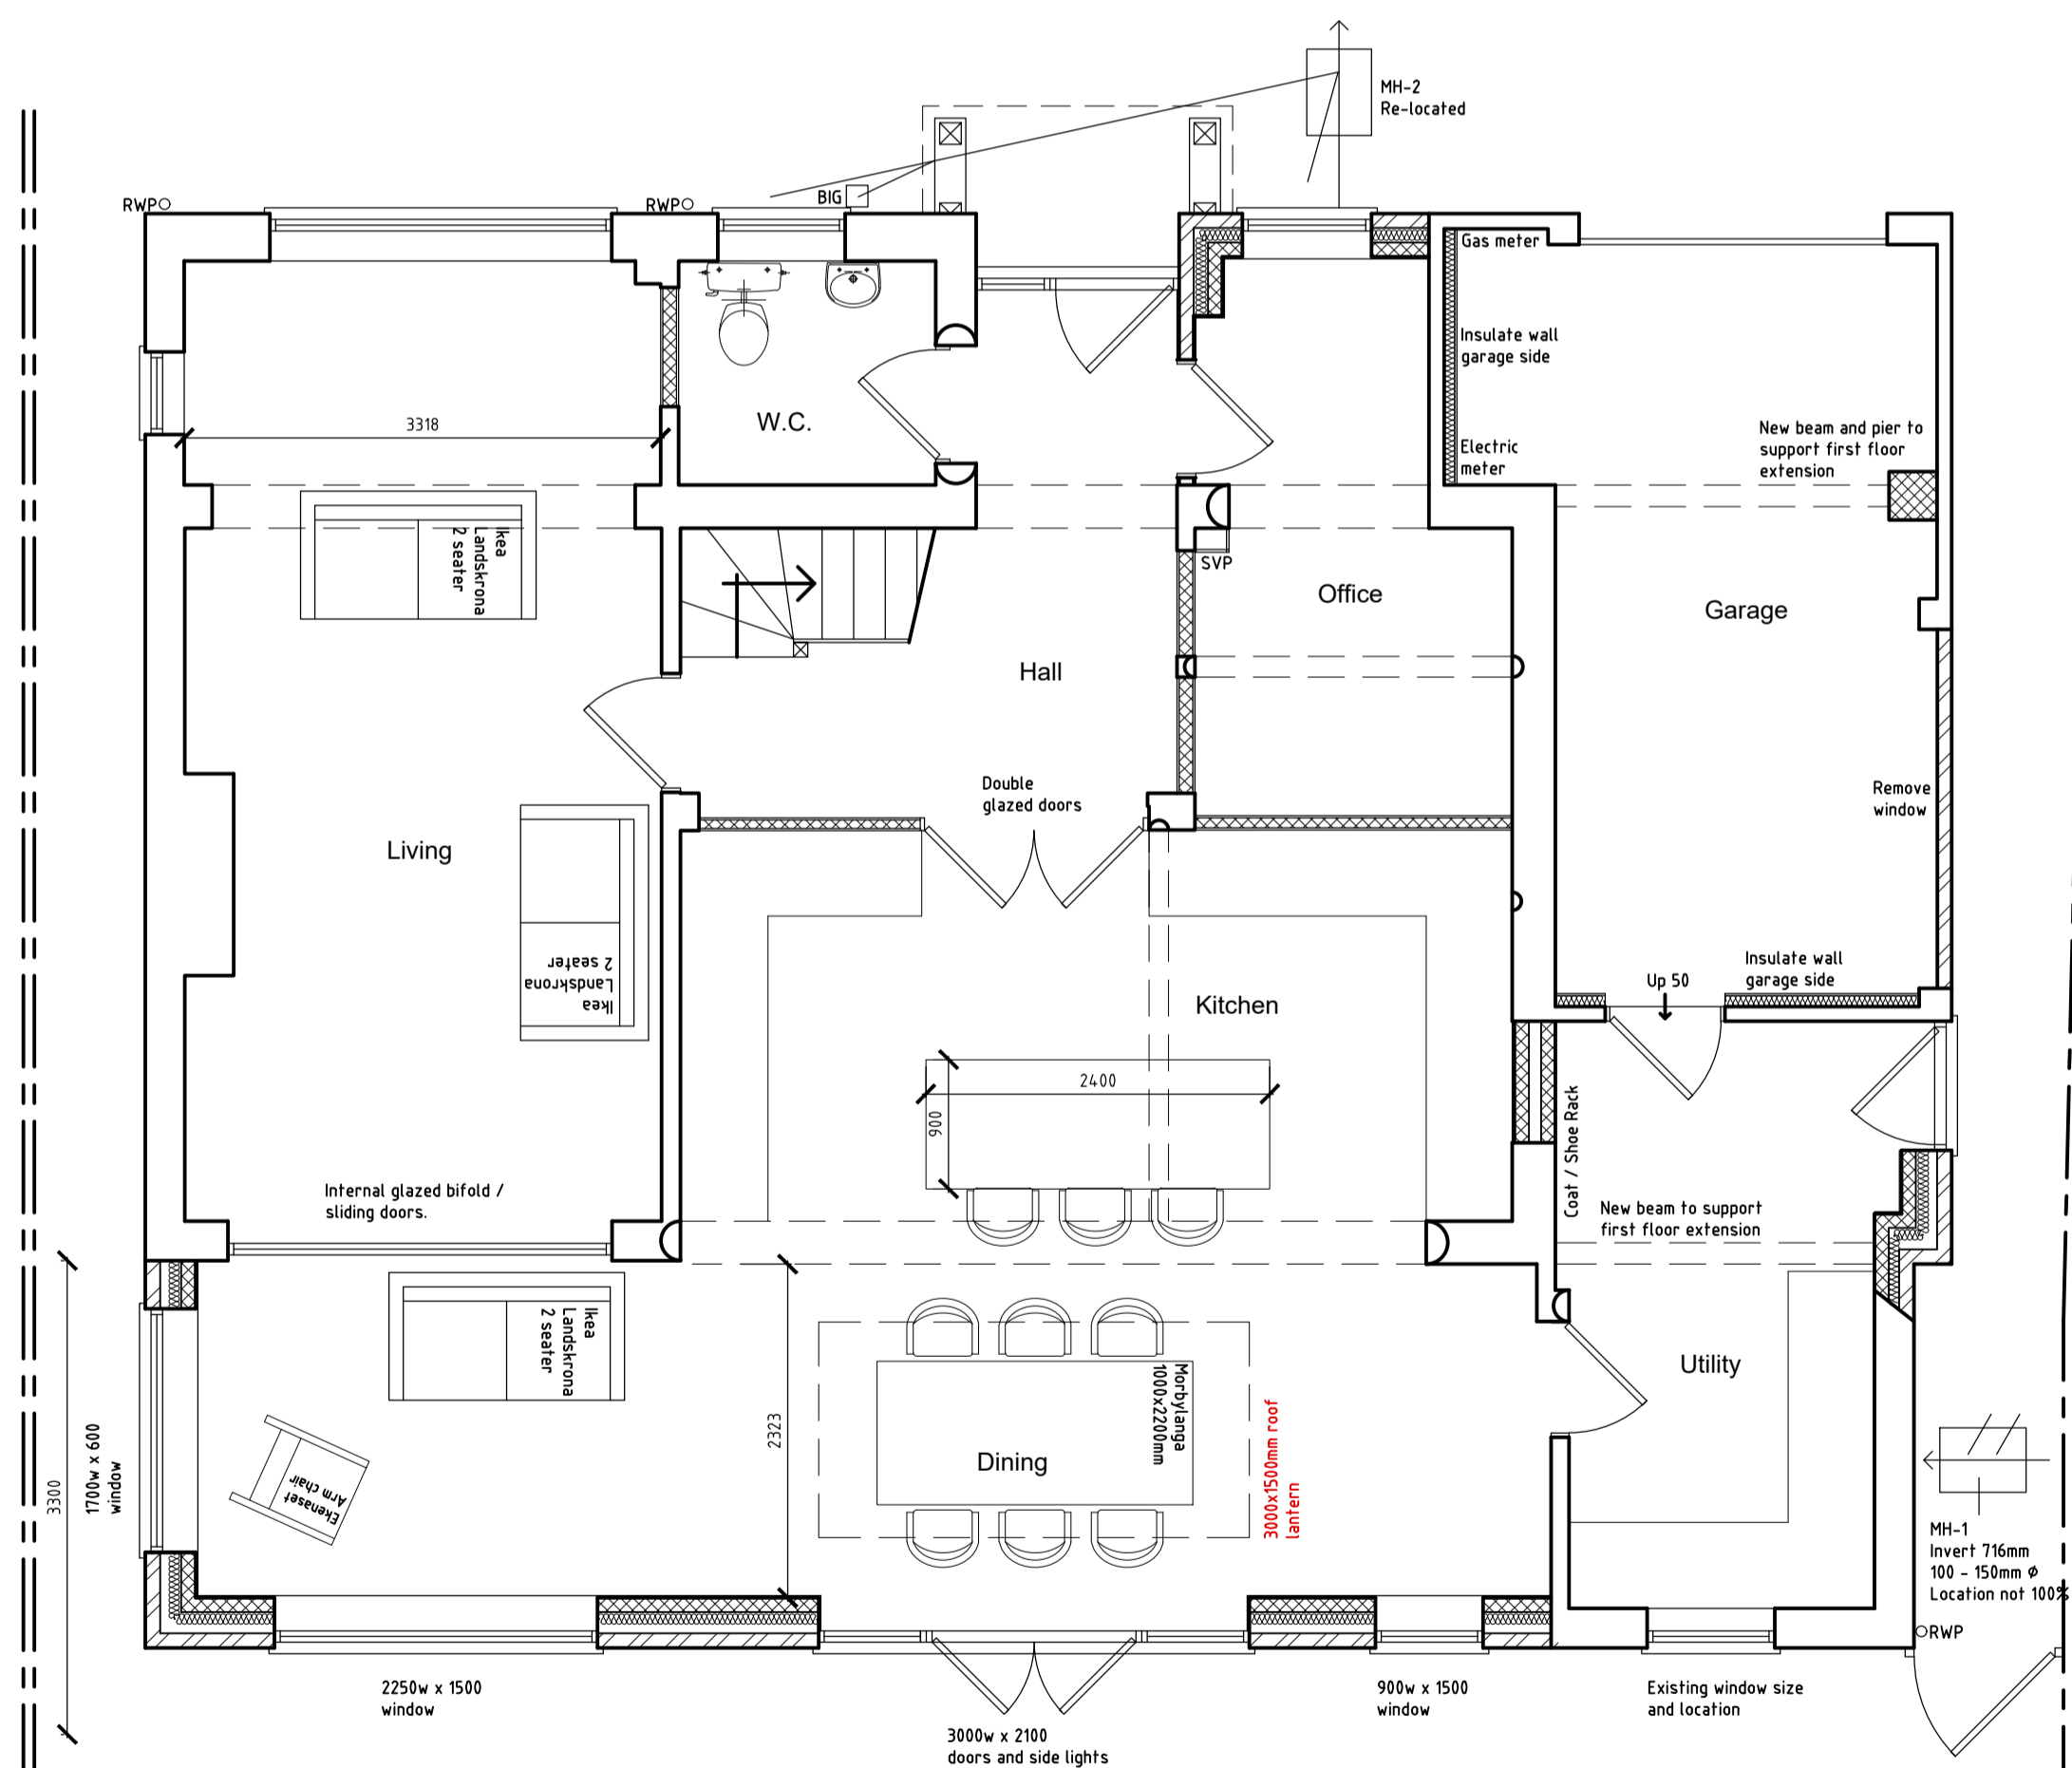 MH-2
Re-located
RWP
RWP
BIG
Gas meter
Insulate wall
garage side
Electric
meter
New beam and pier to
support first floor
extension
3318
W.C.
Ikea
Landskrona
2 seater
SVP
Office
Garage
Hall
Double
glazed doors
Remove
window
Living
Ikea
Landskrona
2 seater
Insulate wall
garage side
Up 50
Kitchen
2400
900
Coat / Shoe Rack
Internal glazed bifold /
sliding doors.
New beam to support
first floor extension
Ikea
Landskrona
2 seater
Morbylanga
1000x2200mm
Utility
2323
Dining
3000x1500mm roof
lantern
Ekenaset
Arm chair
3300
1700w x 600
window
MH-1
Invert 716mm
100 - 150mm Ø
Location not 100%
RWP
2250w x 1500
window
900w x 1500
window
Existing window size
and location
3000w x 2100
doors and side lights